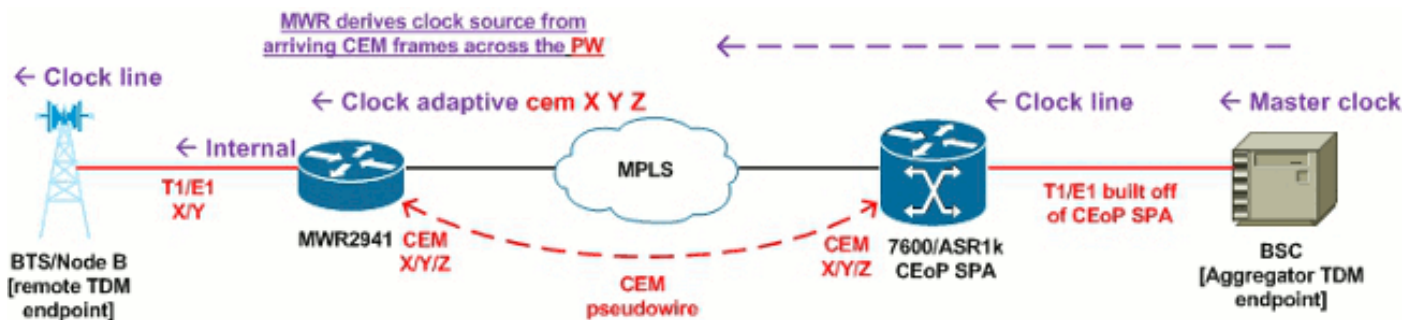 MWR derives clock source from
arriving CEM frames across the PW
← Clock line
← Clock adaptive cem X Y Z
← Clock line
← Master clock
← Internal
MPLS
T1/E1
X/Y
T1/E1 built off
of CEoP SPA
MWR2941
CEM
X/Y/Z
CEM
X/Y/Z
7600/ASR1k
CEoP SPA
BTS/Node B
[remote TDM
endpoint]
CEM
pseudowire
BSC
[Aggregator TDM
endpoint]